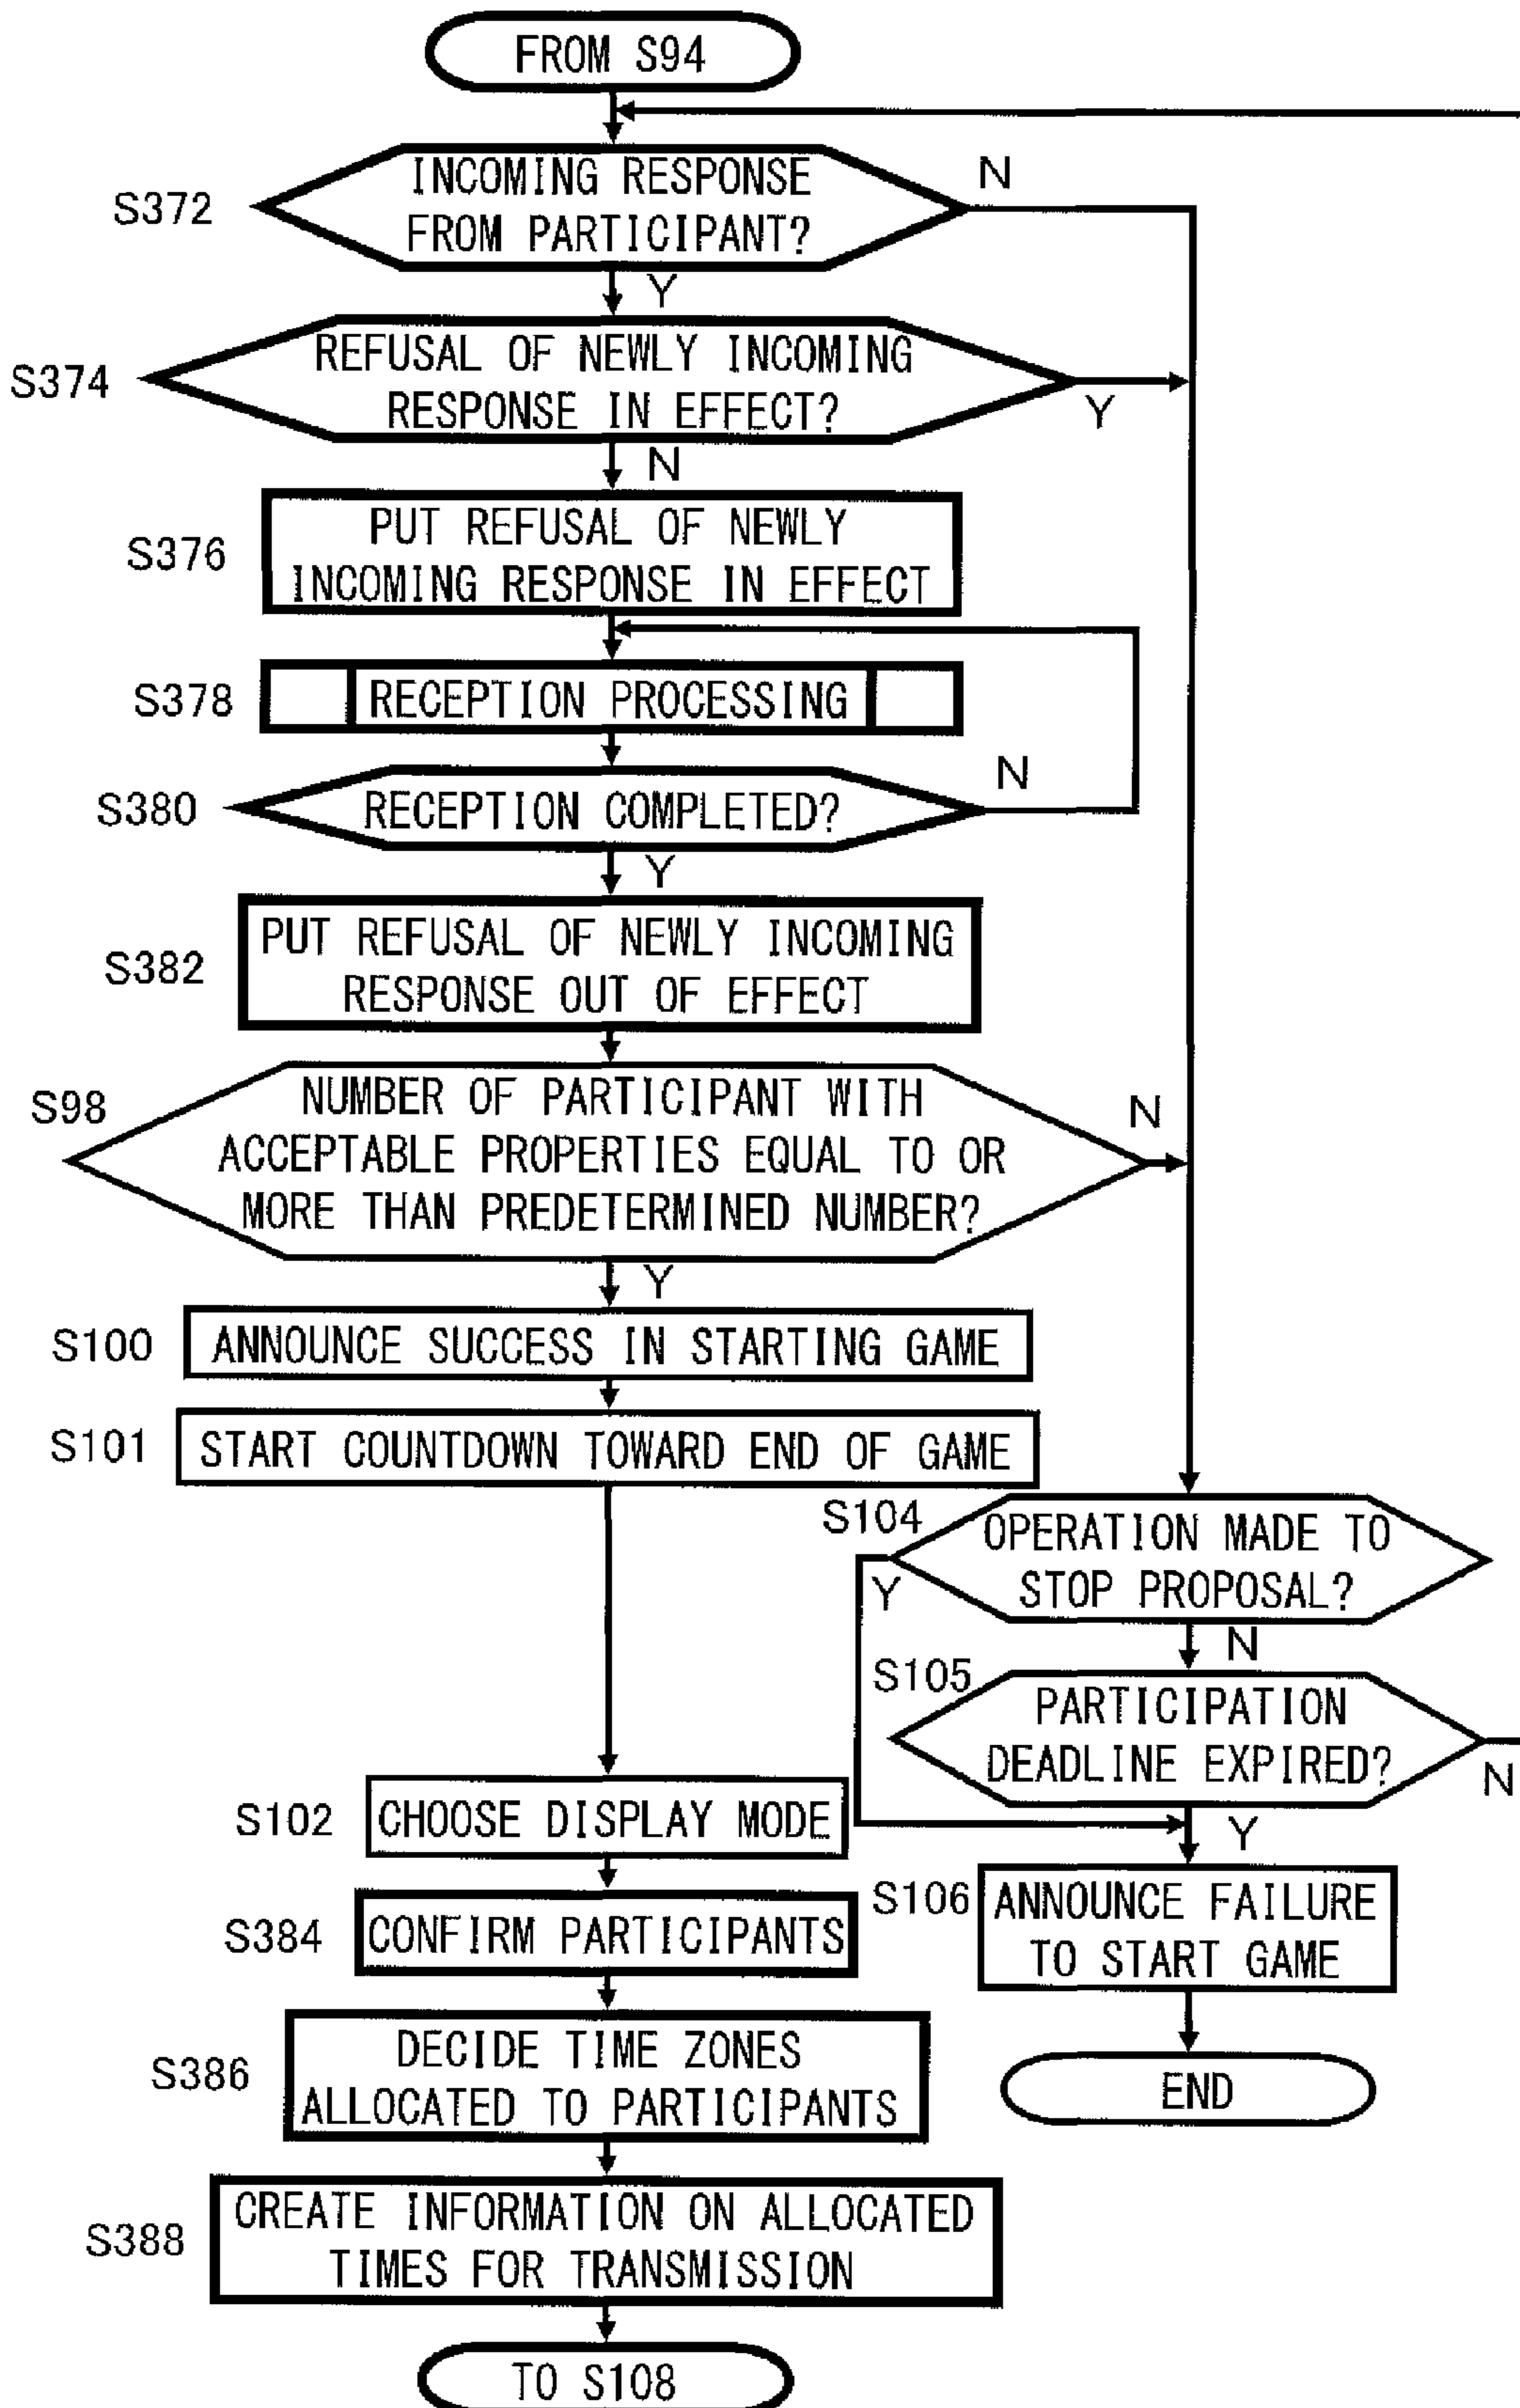 FROM S94
S372
INCOMING RESPONSE
FROM PARTICIPANT?
N
Y
S374
REFUSAL OF NEWLY INCOMING
RESPONSE IN EFFECT?
Y
N
S376
PUT REFUSAL OF NEWLY
INCOMING RESPONSE IN EFFECT
S378
RECEPTION PROCESSING
S380
RECEPTION COMPLETED?
N
Y
S382
PUT REFUSAL OF NEWLY INCOMING
RESPONSE OUT OF EFFECT
S98
NUMBER OF PARTICIPANT WITH
ACCEPTABLE PROPERTIES EQUAL TO OR
MORE THAN PREDETERMINED NUMBER?
N
Y
S100
ANNOUNCE SUCCESS IN STARTING GAME
S101
START COUNTDOWN TOWARD END OF GAME
S104
OPERATION MADE TO
STOP PROPOSAL?
Y
N
S105
PARTICIPATION
DEADLINE EXPIRED?
N
Y
S102
CHOOSE DISPLAY MODE
S106
ANNOUNCE FAILURE
TO START GAME
S384
CONFIRM PARTICIPANTS
END
S386
DECIDE TIME ZONES
ALLOCATED TO PARTICIPANTS
S388
CREATE INFORMATION ON ALLOCATED
TIMES FOR TRANSMISSION
TO S108